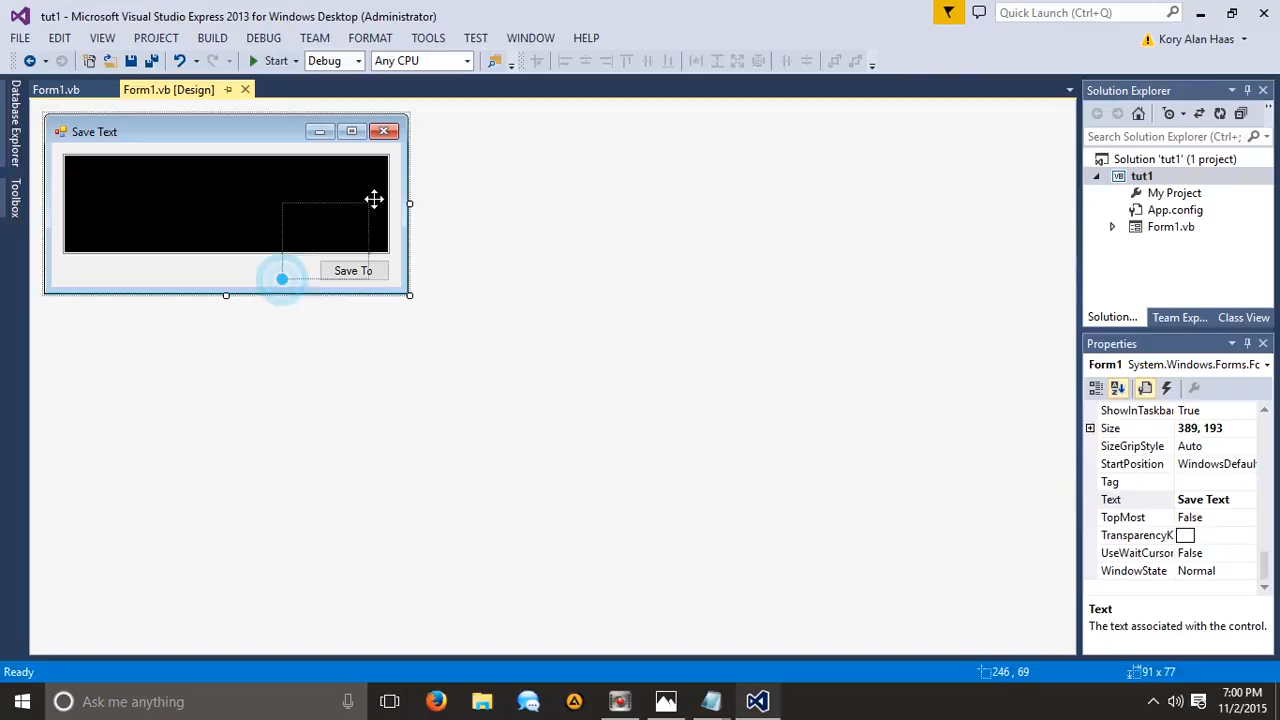 tut1 - Microsoft Visual Studio Express 2013 for Windows Desktop (Administrator)
Quick Launch (Ctrl+Q)
FILE EDIT VIEW PROJECT BUILD DEBUG TEAM FORMAT TOOLS TEST WINDOW HELP
Kory Alan Haas
Start Debug Any CPU
Database Explorer
Toolbox
Form1.vb Form1.vb [Design]
Save Text
Save To
Solution Explorer
Search Solution Explorer (Ctrl+;
Solution 'tut1' (1 project)
VB tut1
My Project
App.config
Form1.vb
Solution... Team Exp... Class View
Properties
Form1 System.Windows.Forms.Fc
ShowInTaskbar True
Size 389, 193
SizeGripStyle Auto
StartPosition WindowsDefaul
Tag
Text Save Text
TopMost False
TransparencyK
UseWaitCursor False
WindowState Normal
Text
The text associated with the control.
Ready
246 , 69
91 x 77
Ask me anything
7:00 PM
11/2/2015